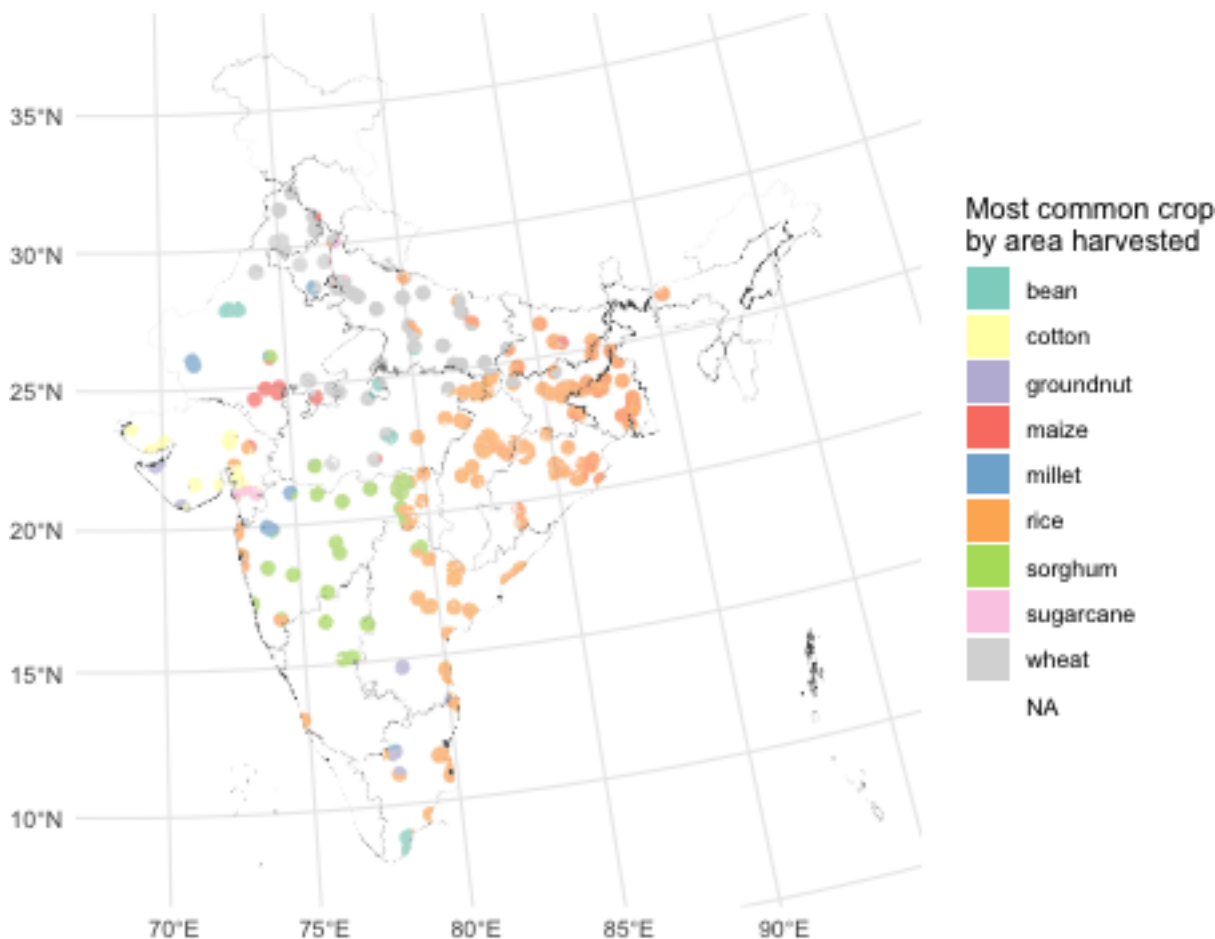 35°N
30°N
25°N
20°N
15°N
10°N
70°E
75°E
80°E
85°E
90°E
Most common crop
by area harvested
bean
cotton
groundnut
maize
millet
rice
sorghum
sugarcane
wheat
NA